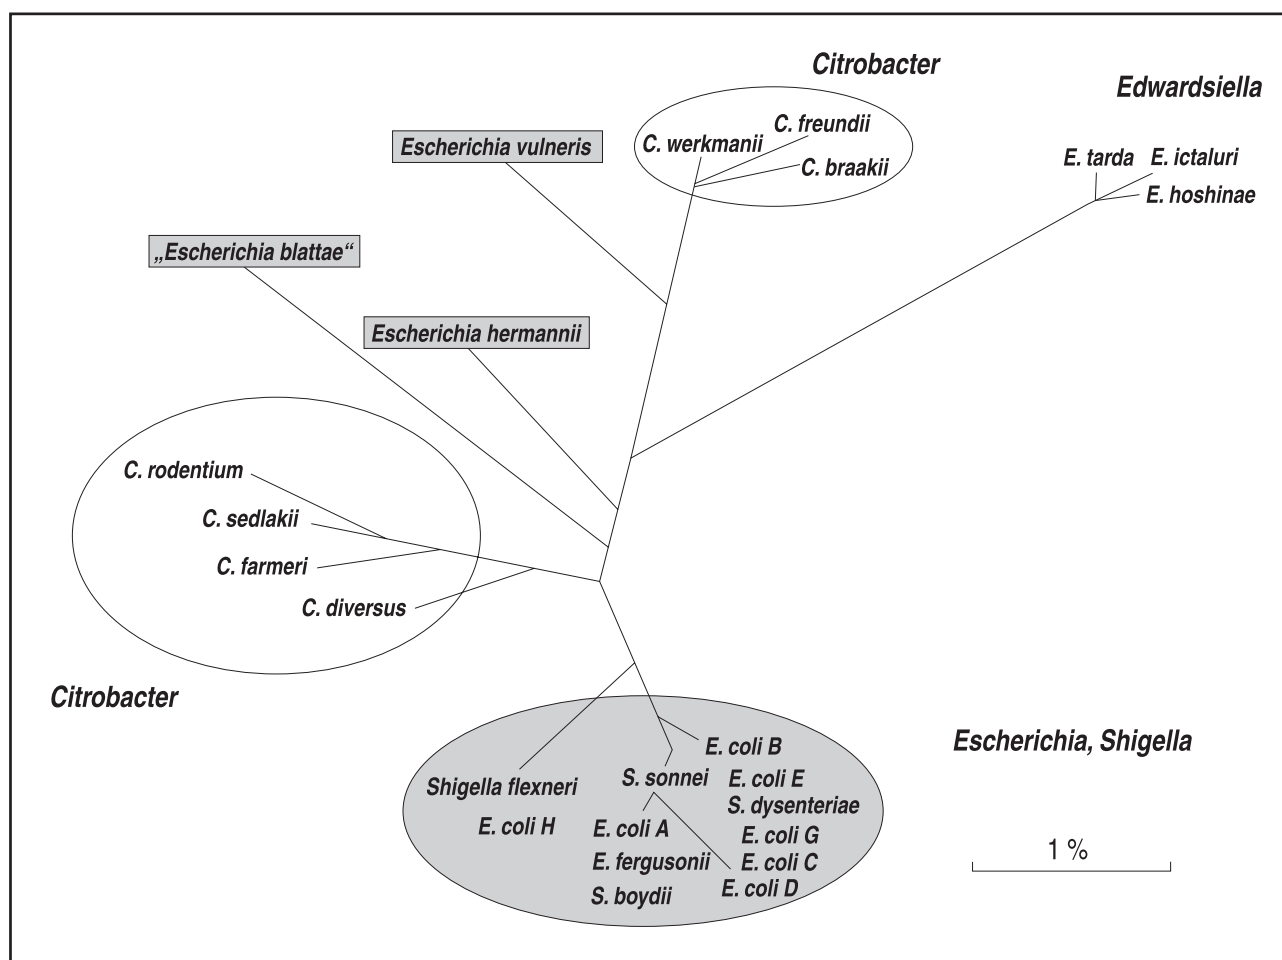 Citrobacter
Edwardsiella
Escherichia vulneris
C. freundii
C. werkmanii
C. braakii
E. tarda
E. ictaluri
E. hoshinae
„Escherichia blattae“
Escherichia hermannii
C. rodentium
C. sedlakii
C. farmeri
C. diversus
Citrobacter
Escherichia, Shigella
E. coli B
S. sonnei
E. coli E
Shigella flexneri
S. dysenteriae
E. coli H
E. coli A
E. coli G
E. fergusonii
E. coli C
S. boydii
E. coli D
1 %